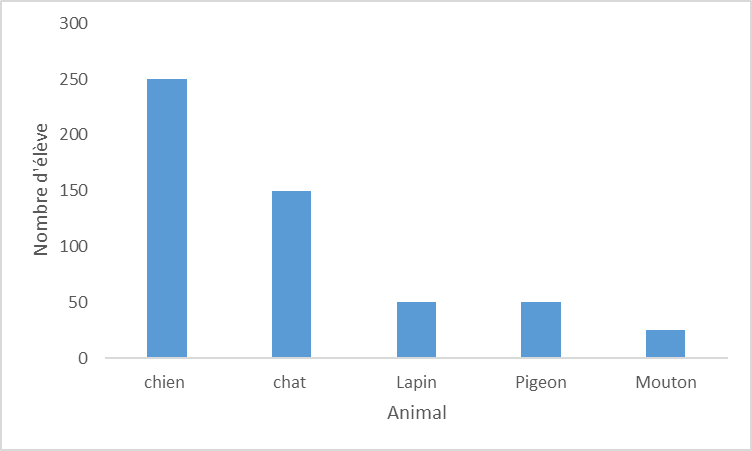 300
250
200
150
100
50
0
Nombre d'élève
chien
chat
Lapin
Pigeon
Mouton
Animal